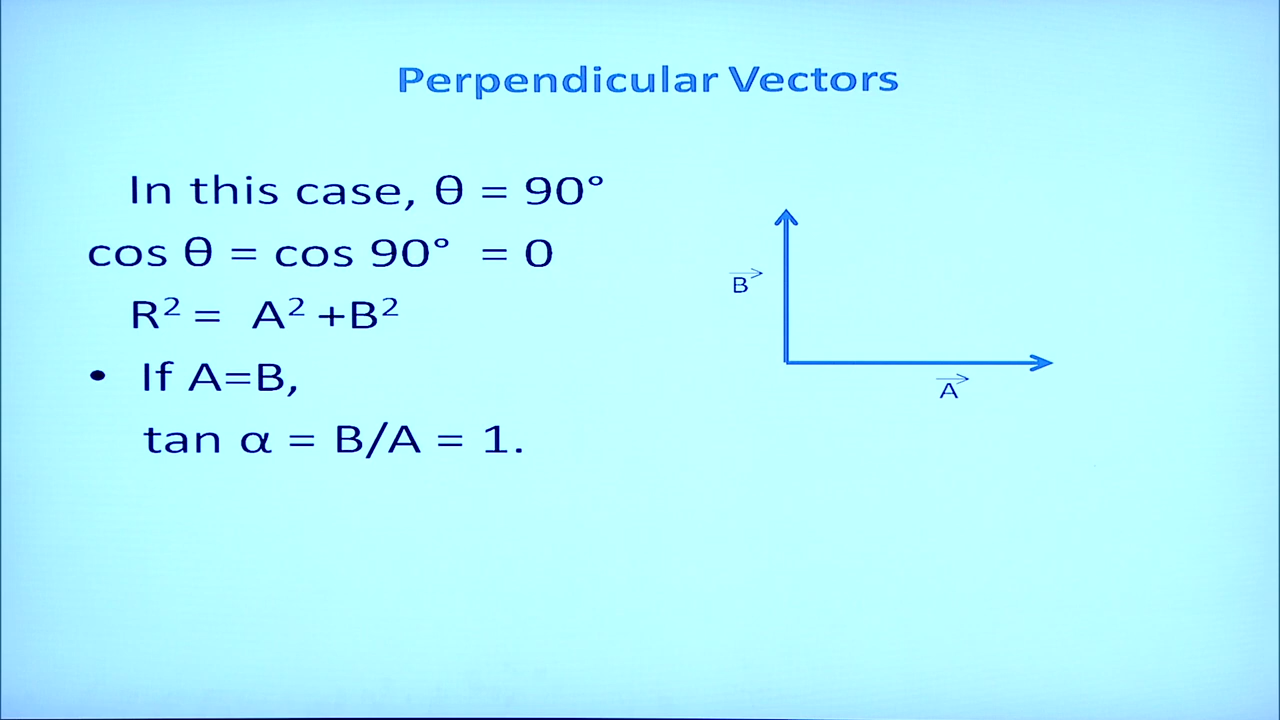 Perpendicular Vectors
In this case, θ = 90°
cos θ = cos 90° = 0
R² = A² +B²
• If A=B,
tan α = B/A = 1.
B⃗
A⃗